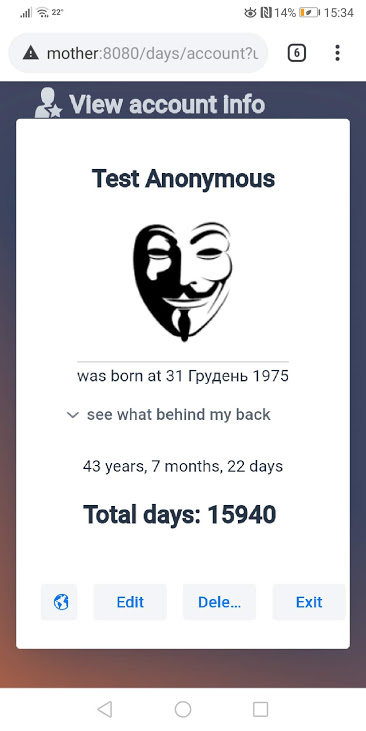 22°
14%
15:34
mother:8080/days/account?u
6
View account info
Test Anonymous
was born at 31 Грудень 1975
see what behind my back
43 years, 7 months, 22 days
Total days: 15940
Edit
Dele...
Exit